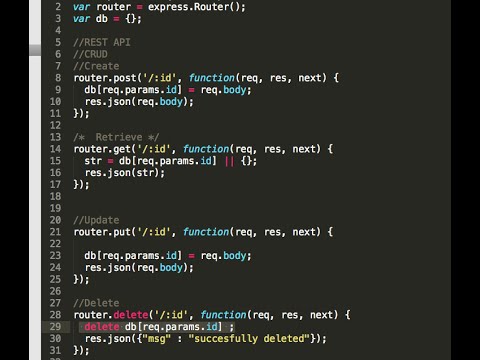 2 var router = express.Router();
3 var db = {};
4
5 //REST API
6 //CRUD
7 //Create
8 router.post('/:id', function(req, res, next) {
9 db[req.params.id] = req.body;
10 res.json(req.body);
11 });
12
13 /* Retrieve */
14 router.get('/:id', function(req, res, next) {
15 str = db[req.params.id] || {};
16 res.json(str);
17 });
18
19
20 //Update
21 router.put('/:id', function(req, res, next) {
22
23 db[req.params.id] = req.body;
24 res.json(req.body);
25 });
26
27 //Delete
28 router.delete('/:id', function(req, res, next) {
29 delete db[req.params.id] ;
30 res.json({"msg" : "succesfully deleted"});
31 });